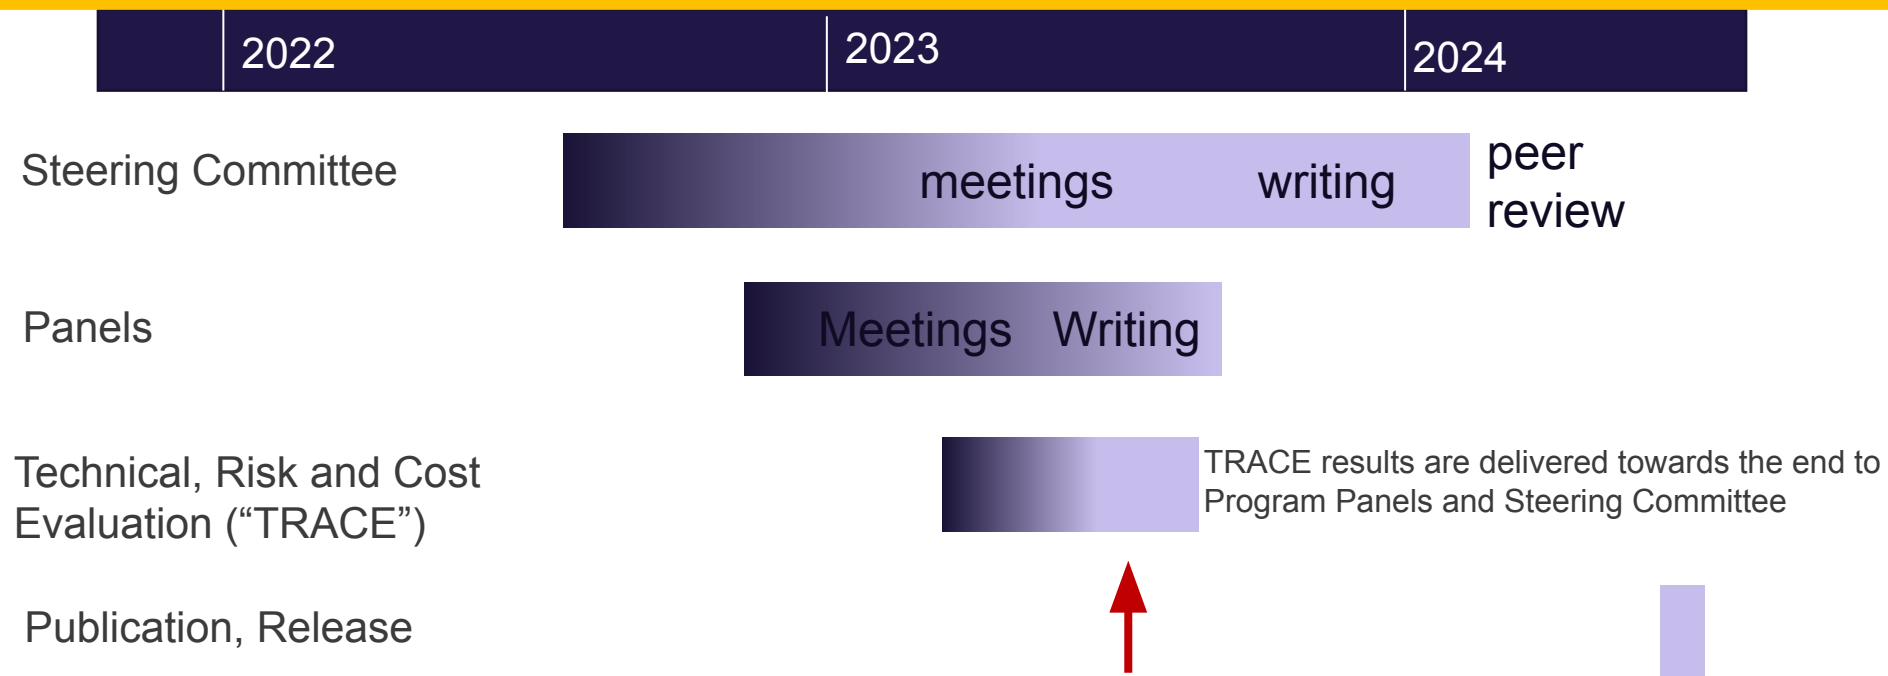 2022
2023
2024
Steering Committee
meetings
writing
peer
review
Panels
Meetings
Writing
Technical, Risk and Cost
Evaluation (“TRACE”)
TRACE results are delivered towards the end to
Program Panels and Steering Committee
Publication, Release